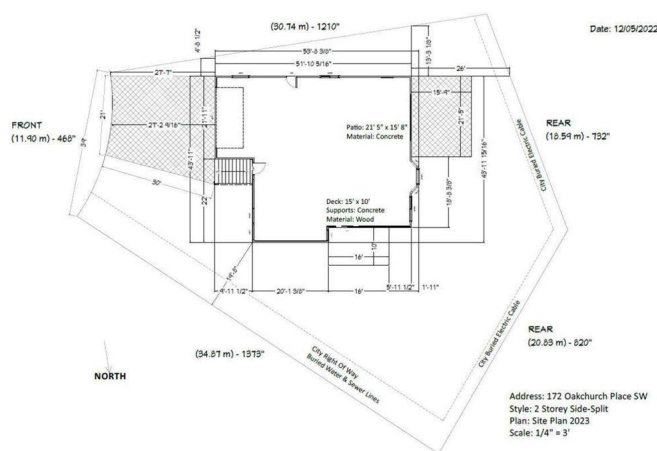 (30.74 m) - 1210"
Date: 12/05/2022
4'-8 1/2"
53'-8 3/8"
51'-10 5/16"
13'-3 1/8"
27'-7"
26'
15'-9"
21'
FRONT
(11.90 m) - 468"
34'
27'-2 9/16"
21'-11"
43'-11"
Patio: 21' 5" x 15' 8"
Material: Concrete
21'-8"
REAR
(18.59 m) - 732"
City Buried Electric Cable
43'-11 15/16"
30'
22'
18'-8 3/8"
Deck: 15' x 10'
Supports: Concrete
Material: Wood
10'
16'
14'-8"
9'-11 1/2"
20'-1 3/8"
16'
5'-11 1/2"
1'-11"
REAR
(20.83 m) - 820"
City Buried Electric Cable
(34.87 m) - 1373"
City Right Of Way
Buried Water & Sewer Lines
NORTH
Address: 172 Oakchurch Place SW
Style: 2 Storey Side-Split
Plan: Site Plan 2023
Scale: 1/4" = 3'